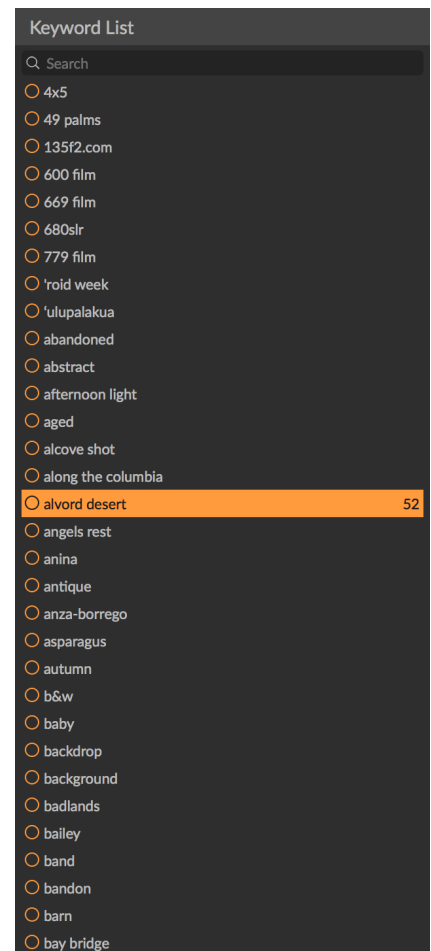 Keyword List
Search
4x5
49 palms
135f2.com
600 film
669 film
680slr
779 film
'roid week
‘ulupalakua
abandoned
abstract
afternoon light
aged
alcove shot
along the columbia
alvord desert 52
angels rest
anina
antique
anza-borrego
asparagus
autumn
b&w
baby
backdrop
background
badlands
bailey
band
bandon
barn
bay bridge